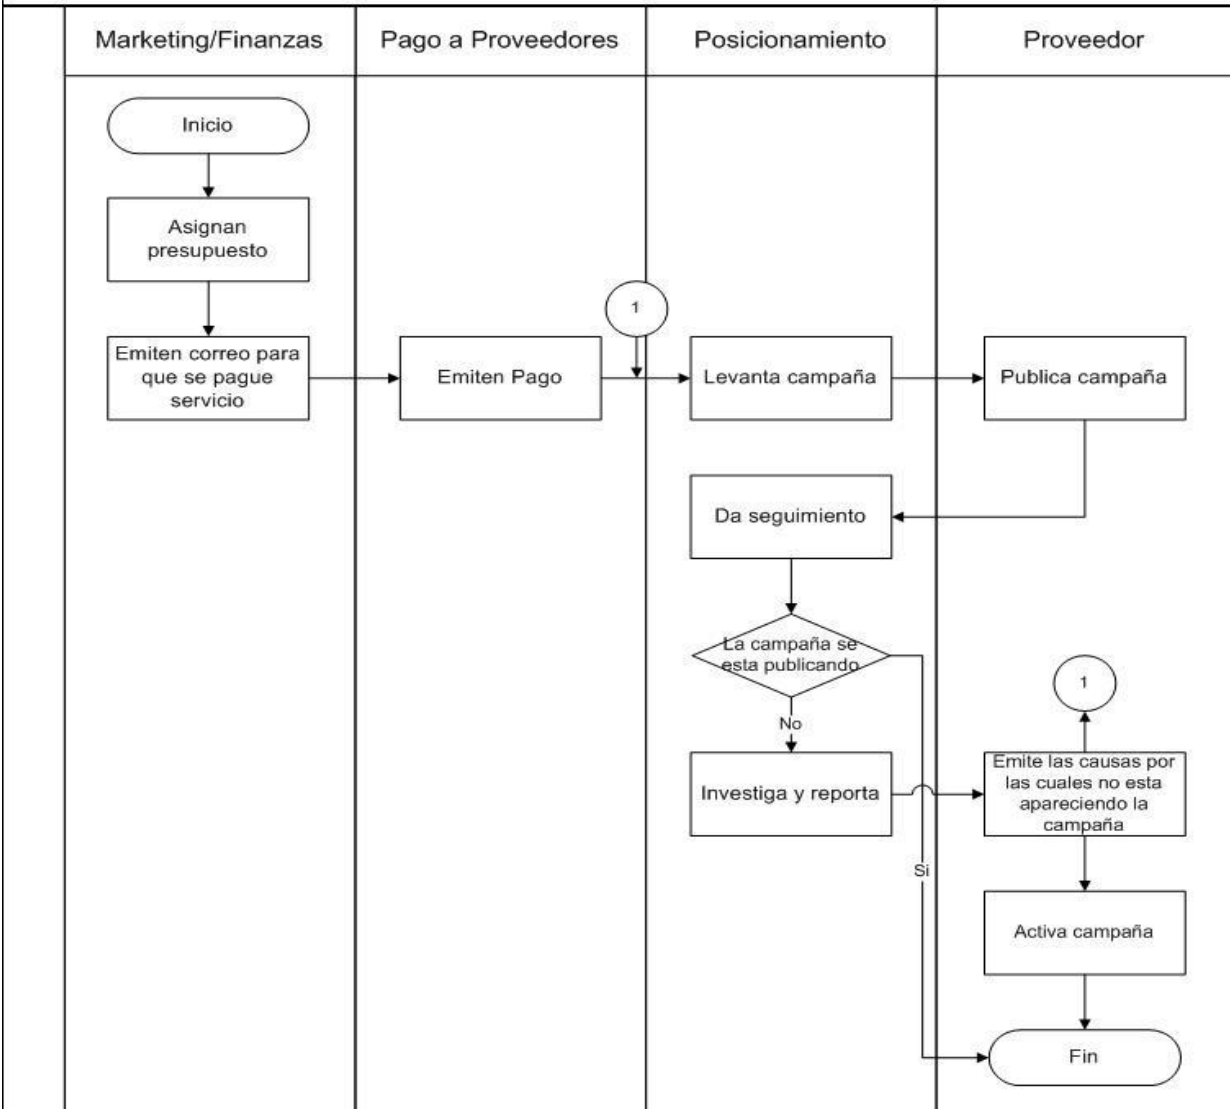 Marketing/Finanzas
Pago a Proveedores
Posicionamiento
Proveedor
Inicio
Asignan
presupuesto
1
Emiten correo para
que se pague
servicio
Emiten Pago
Levanta campaña
Publica campaña
Da seguimiento
La campaña se
esta publicando
No
1
Investiga y reporta
Emite las causas por
las cuales no esta
apareciendo la
campaña
Si
Activa campaña
Fin